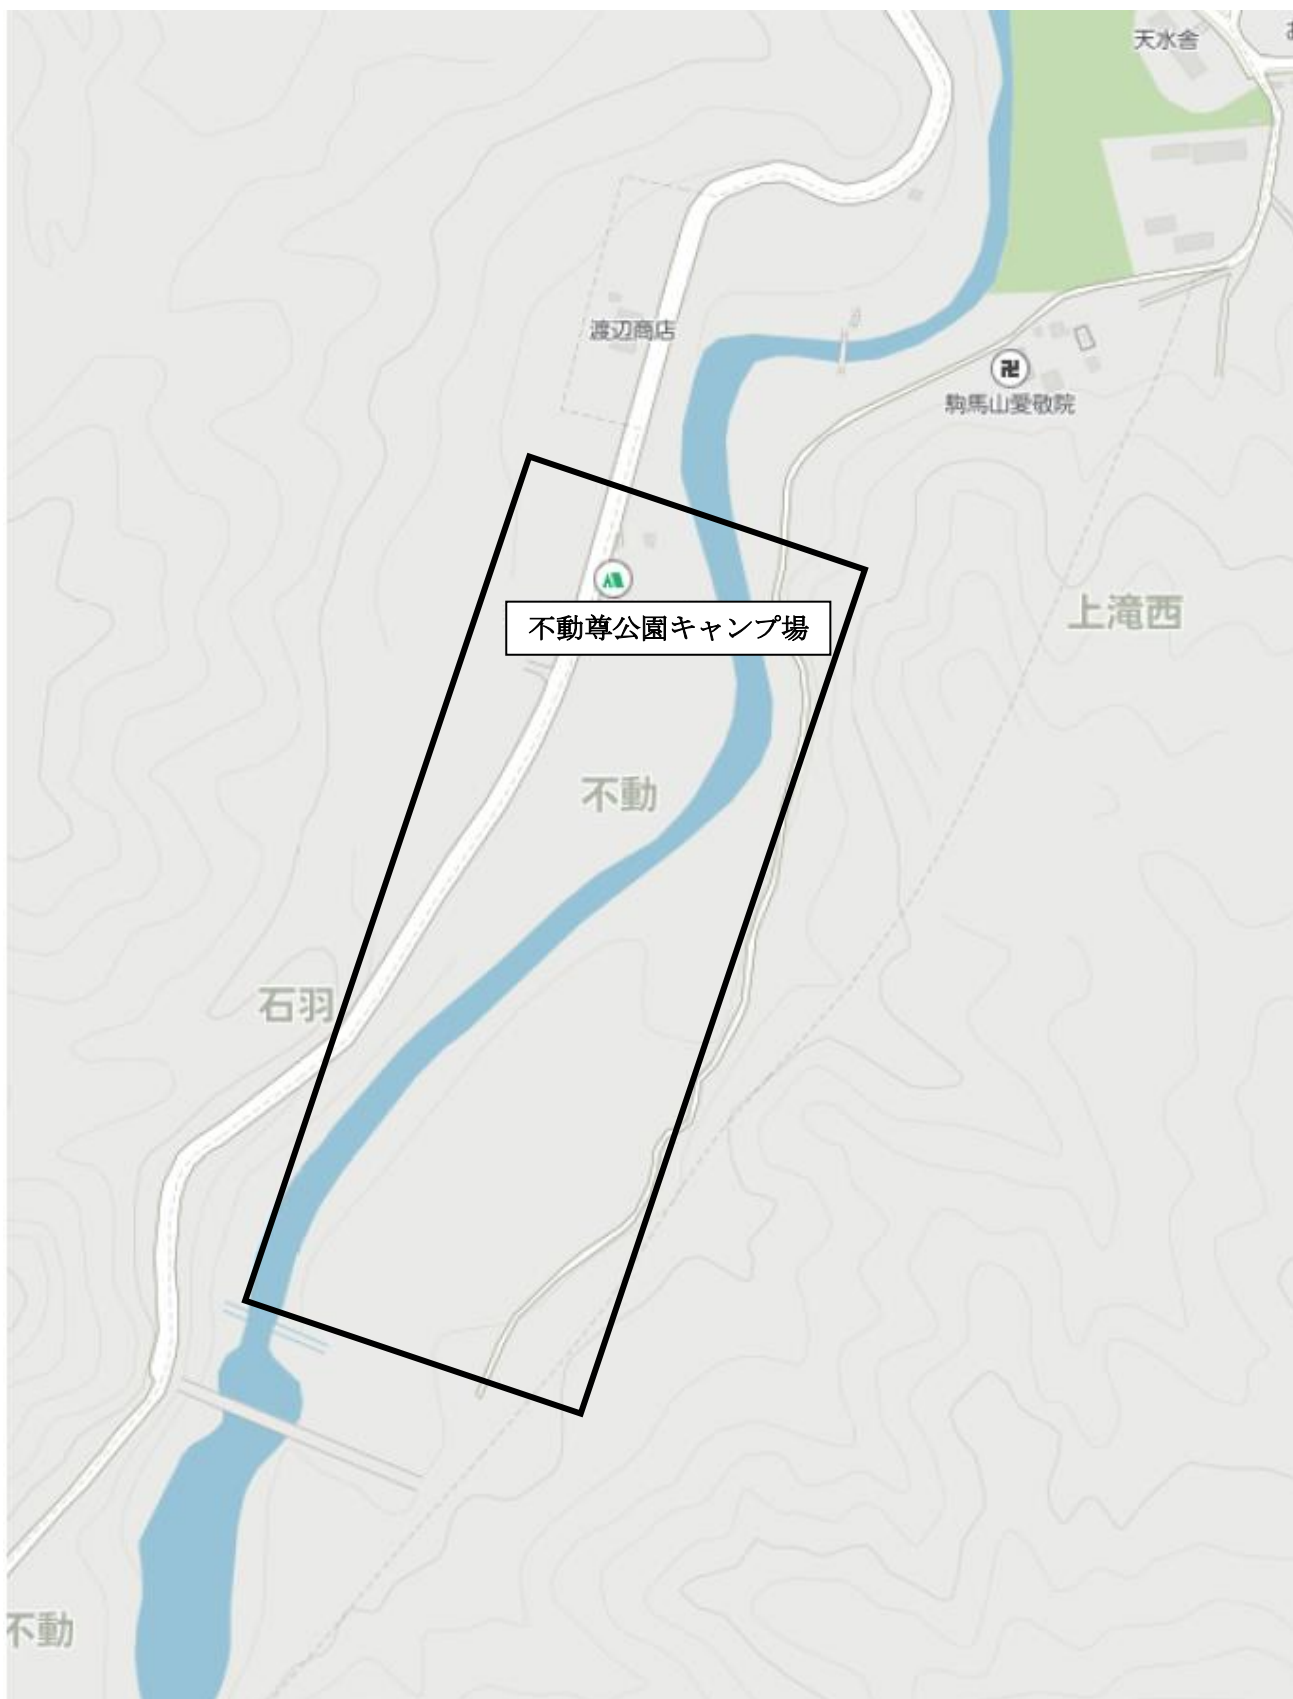 天水舎
渡辺商店
卍
駒馬山愛敬院
不動尊公園キャンプ場
上滝西
不動
石羽
不動